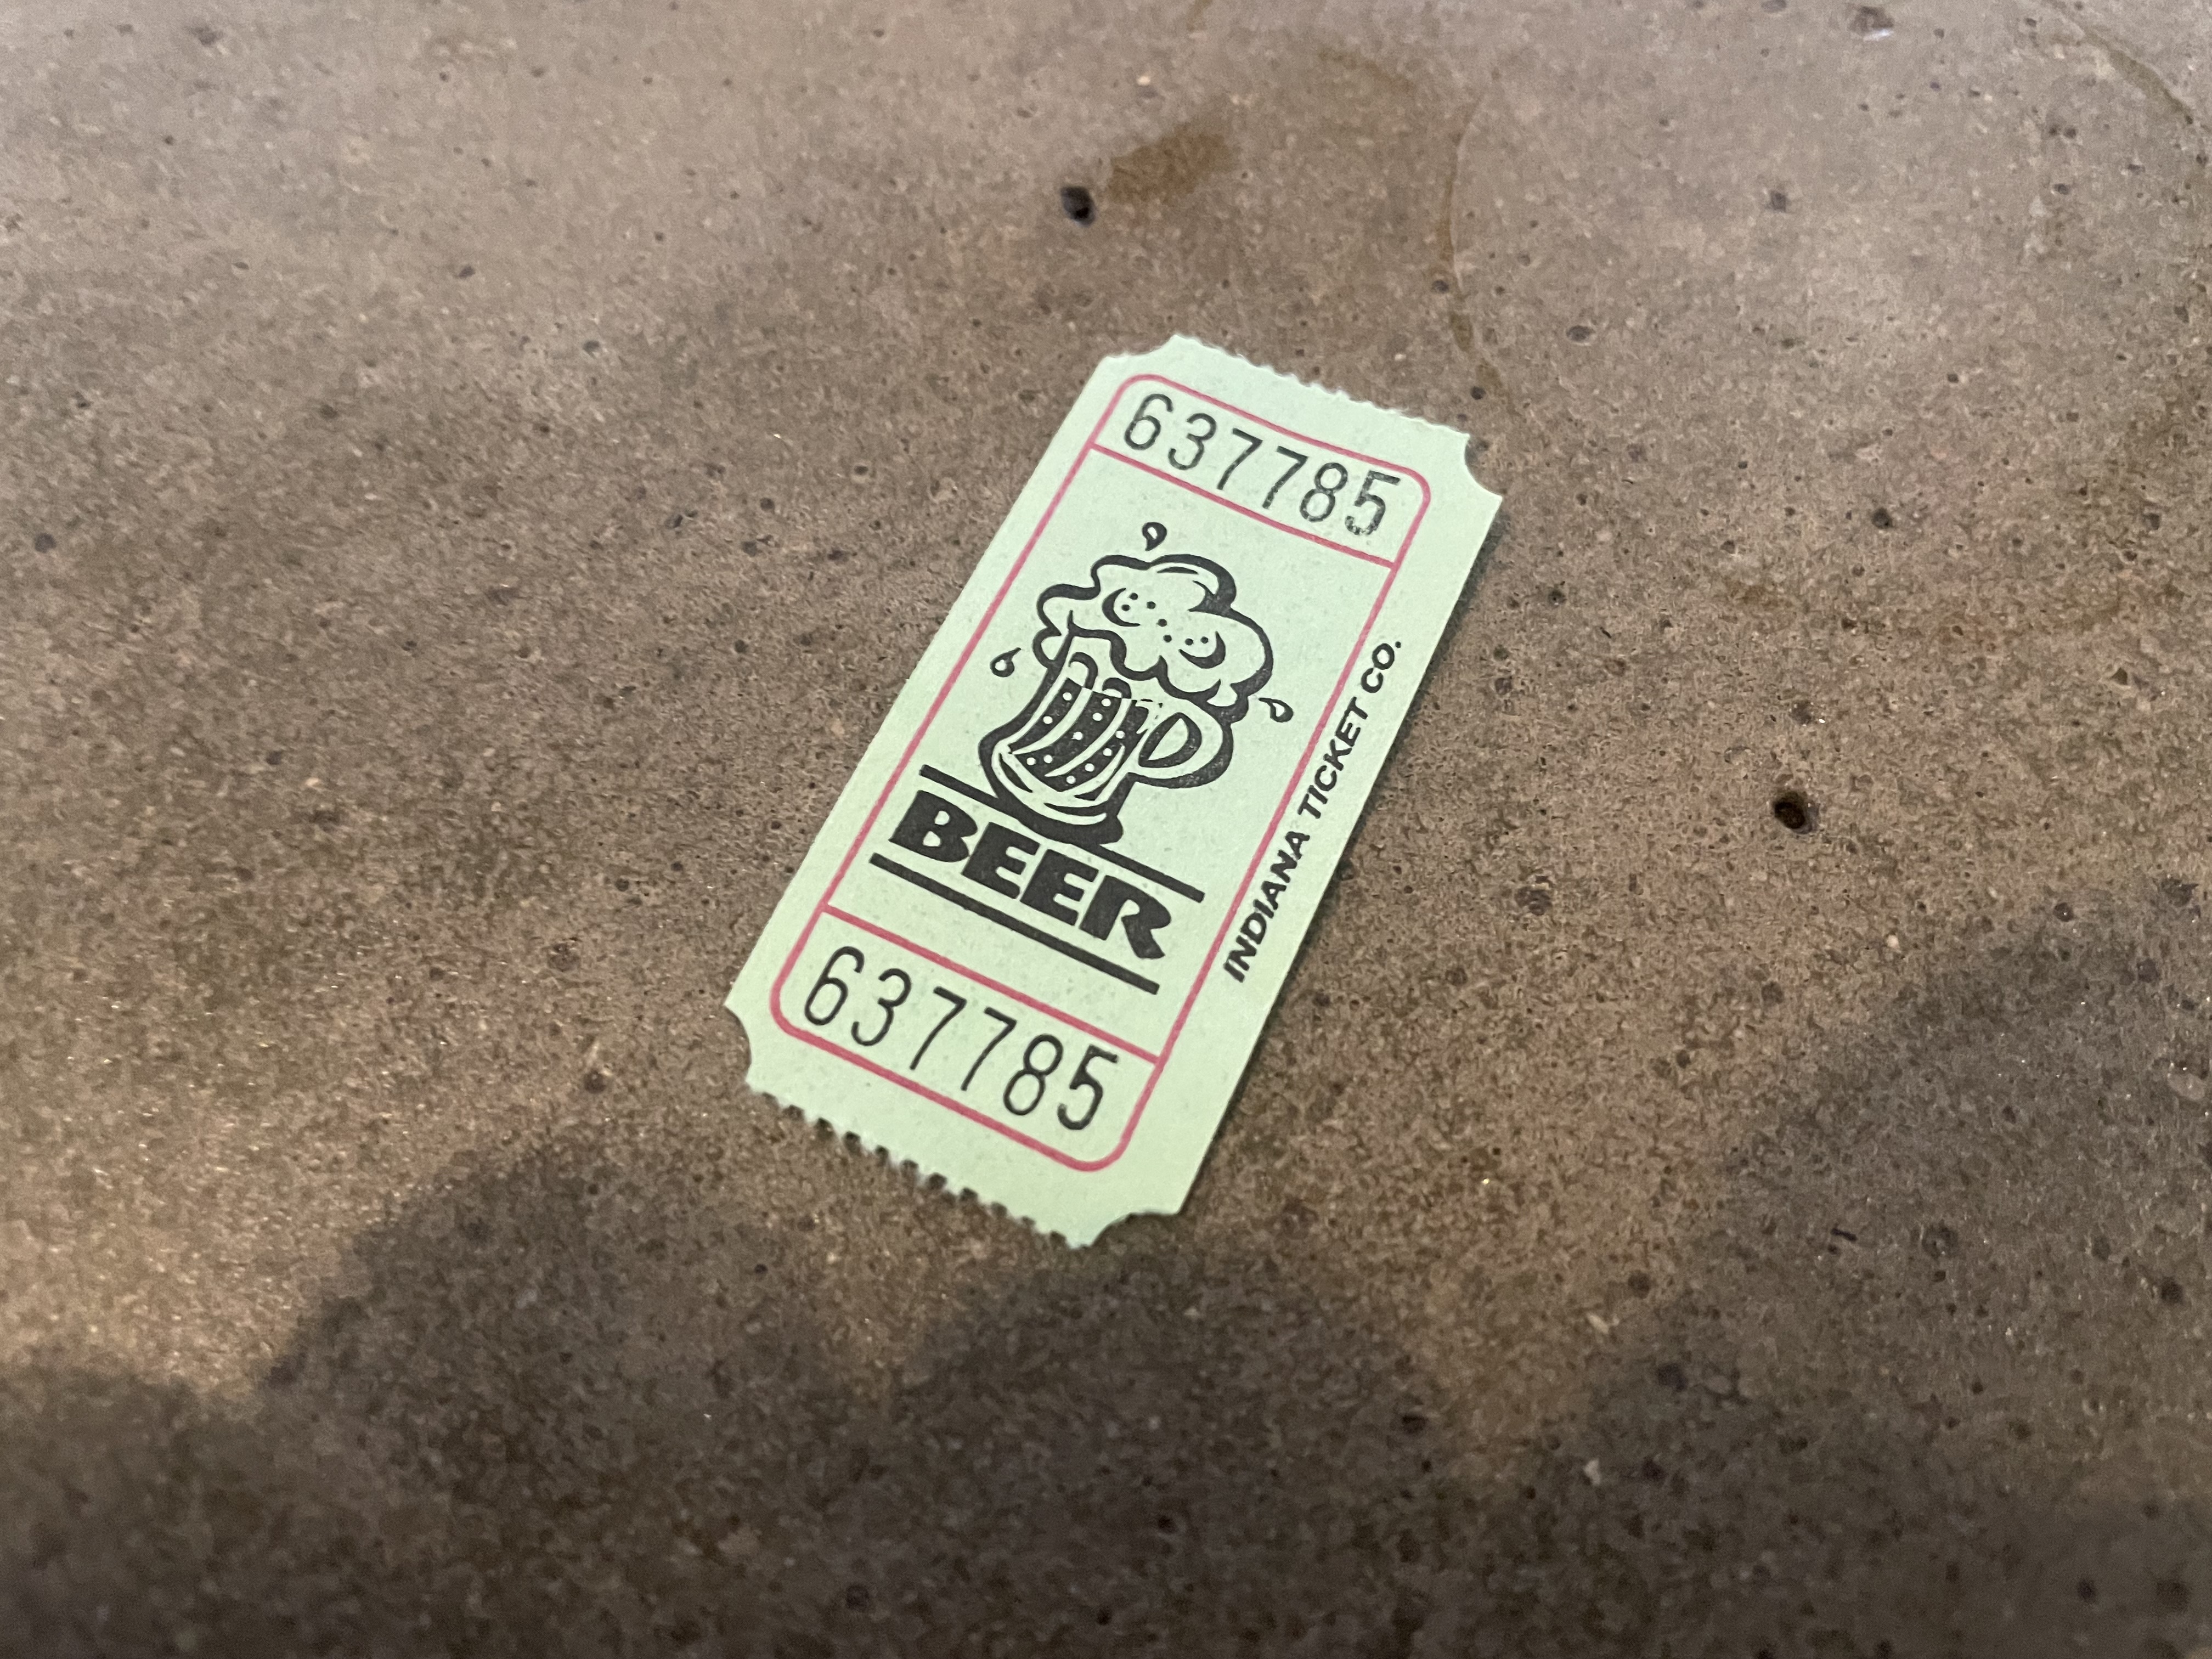 637785
BEER
637785
INDIANA TICKET CO.